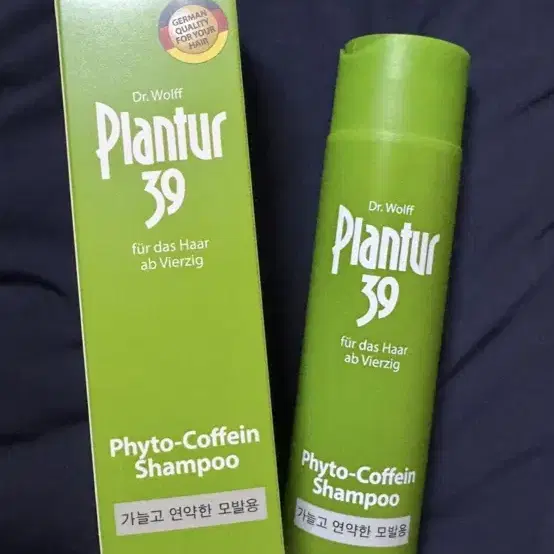 GERMAN
QUALITY
FOR YOUR
HAIR
Dr. Wolff
Plantur
39
für das Haar
ab Vierzig
Phyto-Coffein
Shampoo
가늘고 연약한 모발용
Dr. Wolff
Plantur
39
für das Haar
ab Vierzig
Phyto-Coffein
Shampoo
가늘고 연약한 모발용